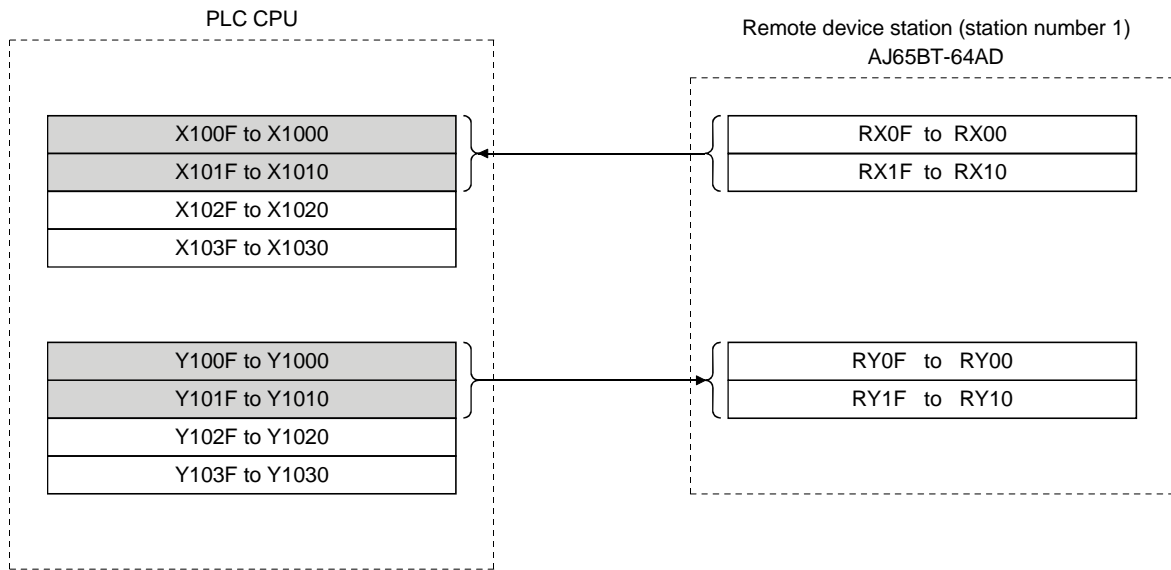 PLC CPU
Remote device station (station number 1)
AJ65BT-64AD
X100F to X1000
X101F to X1010
X102F to X1020
X103F to X1030
RX0F to RX00
RX1F to RX10
Y100F to Y1000
Y101F to Y1010
Y102F to Y1020
Y103F to Y1030
RY0F to RY00
RY1F to RY10